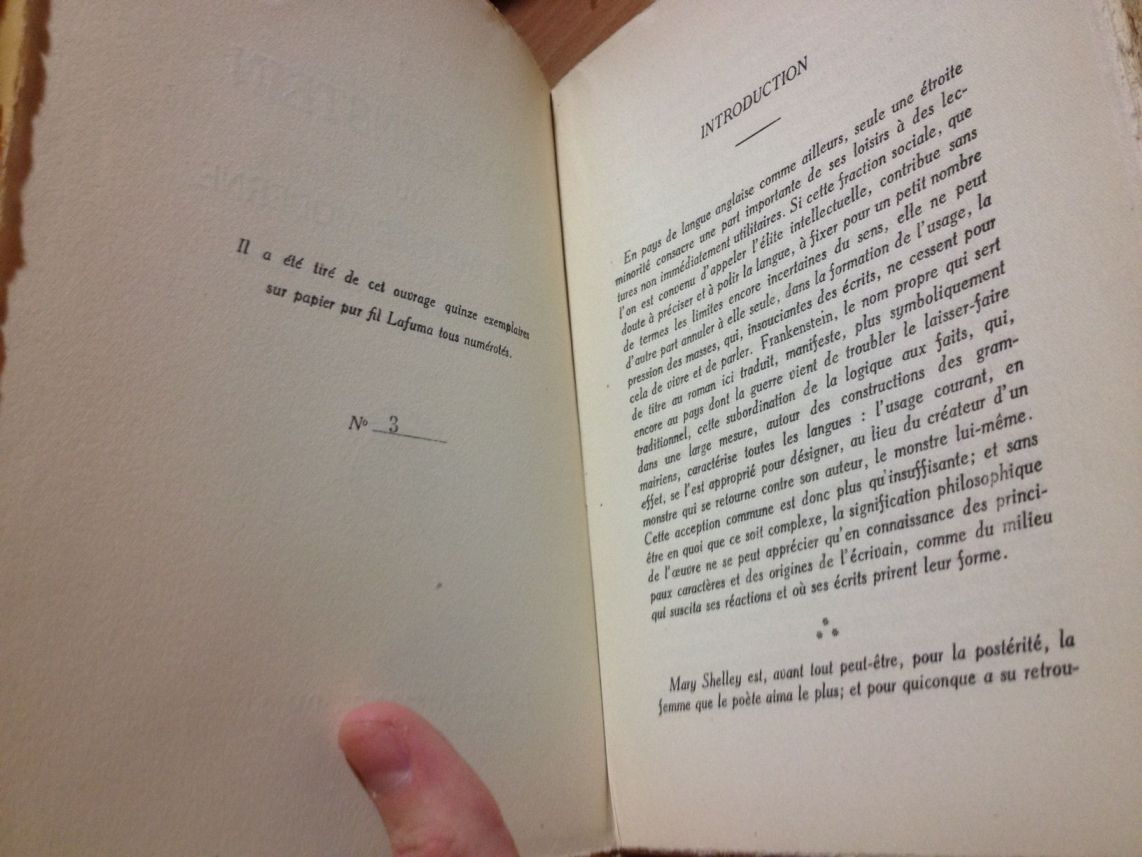 Il a été tiré de cet ouvrage quinze exemplaires
sur papier pur fil Lafuma tous numérotés.
No 3
INTRODUCTION
En pays de langue anglaise comme ailleurs, seule une étroite
minorité consacre une part importante de ses loisirs à des lec-
tures non immédiatement utilitaires. Si cette fraction sociale, que
l'on est convenu d'appeler l'élite intellectuelle, contribue sans
doute à préciser et à polir la langue, à fixer pour un petit nombre
de termes les limites encore incertaines du sens, elle ne peut
d'autre part annuler à elle seule, dans la formation de l'usage, la
pression des masses, qui, insouciantes des écrits, ne cessent pour
cela de vivre et de parler. Frankenstein, le nom propre qui sert
de titre au roman ici traduit, manifeste, plus symboliquement
encore au pays dont la guerre vient de troubler le laisser-faire
traditionnel, cette subordination de la logique aux faits, qui,
dans une large mesure, autour des constructions des gram-
mairiens, caractérise toutes les langues : l'usage courant, en
effet, se l'est approprié pour désigner, au lieu du créateur d'un
monstre qui se retourne contre son auteur, le monstre lui-même.
Cette acception commune est donc plus qu'insuffisante; et sans
être en quoi que ce soit complexe, la signification philosophique
de l'œuvre ne se peut apprécier qu'en connaissance des princi-
paux caractères et des origines de l'écrivain, comme du milieu
qui suscita ses réactions et où ses écrits prirent leur forme.
Mary Shelley est, avant tout peut-être, pour la postérité, la
femme que le poète aima le plus; et pour quiconque a su retrou-